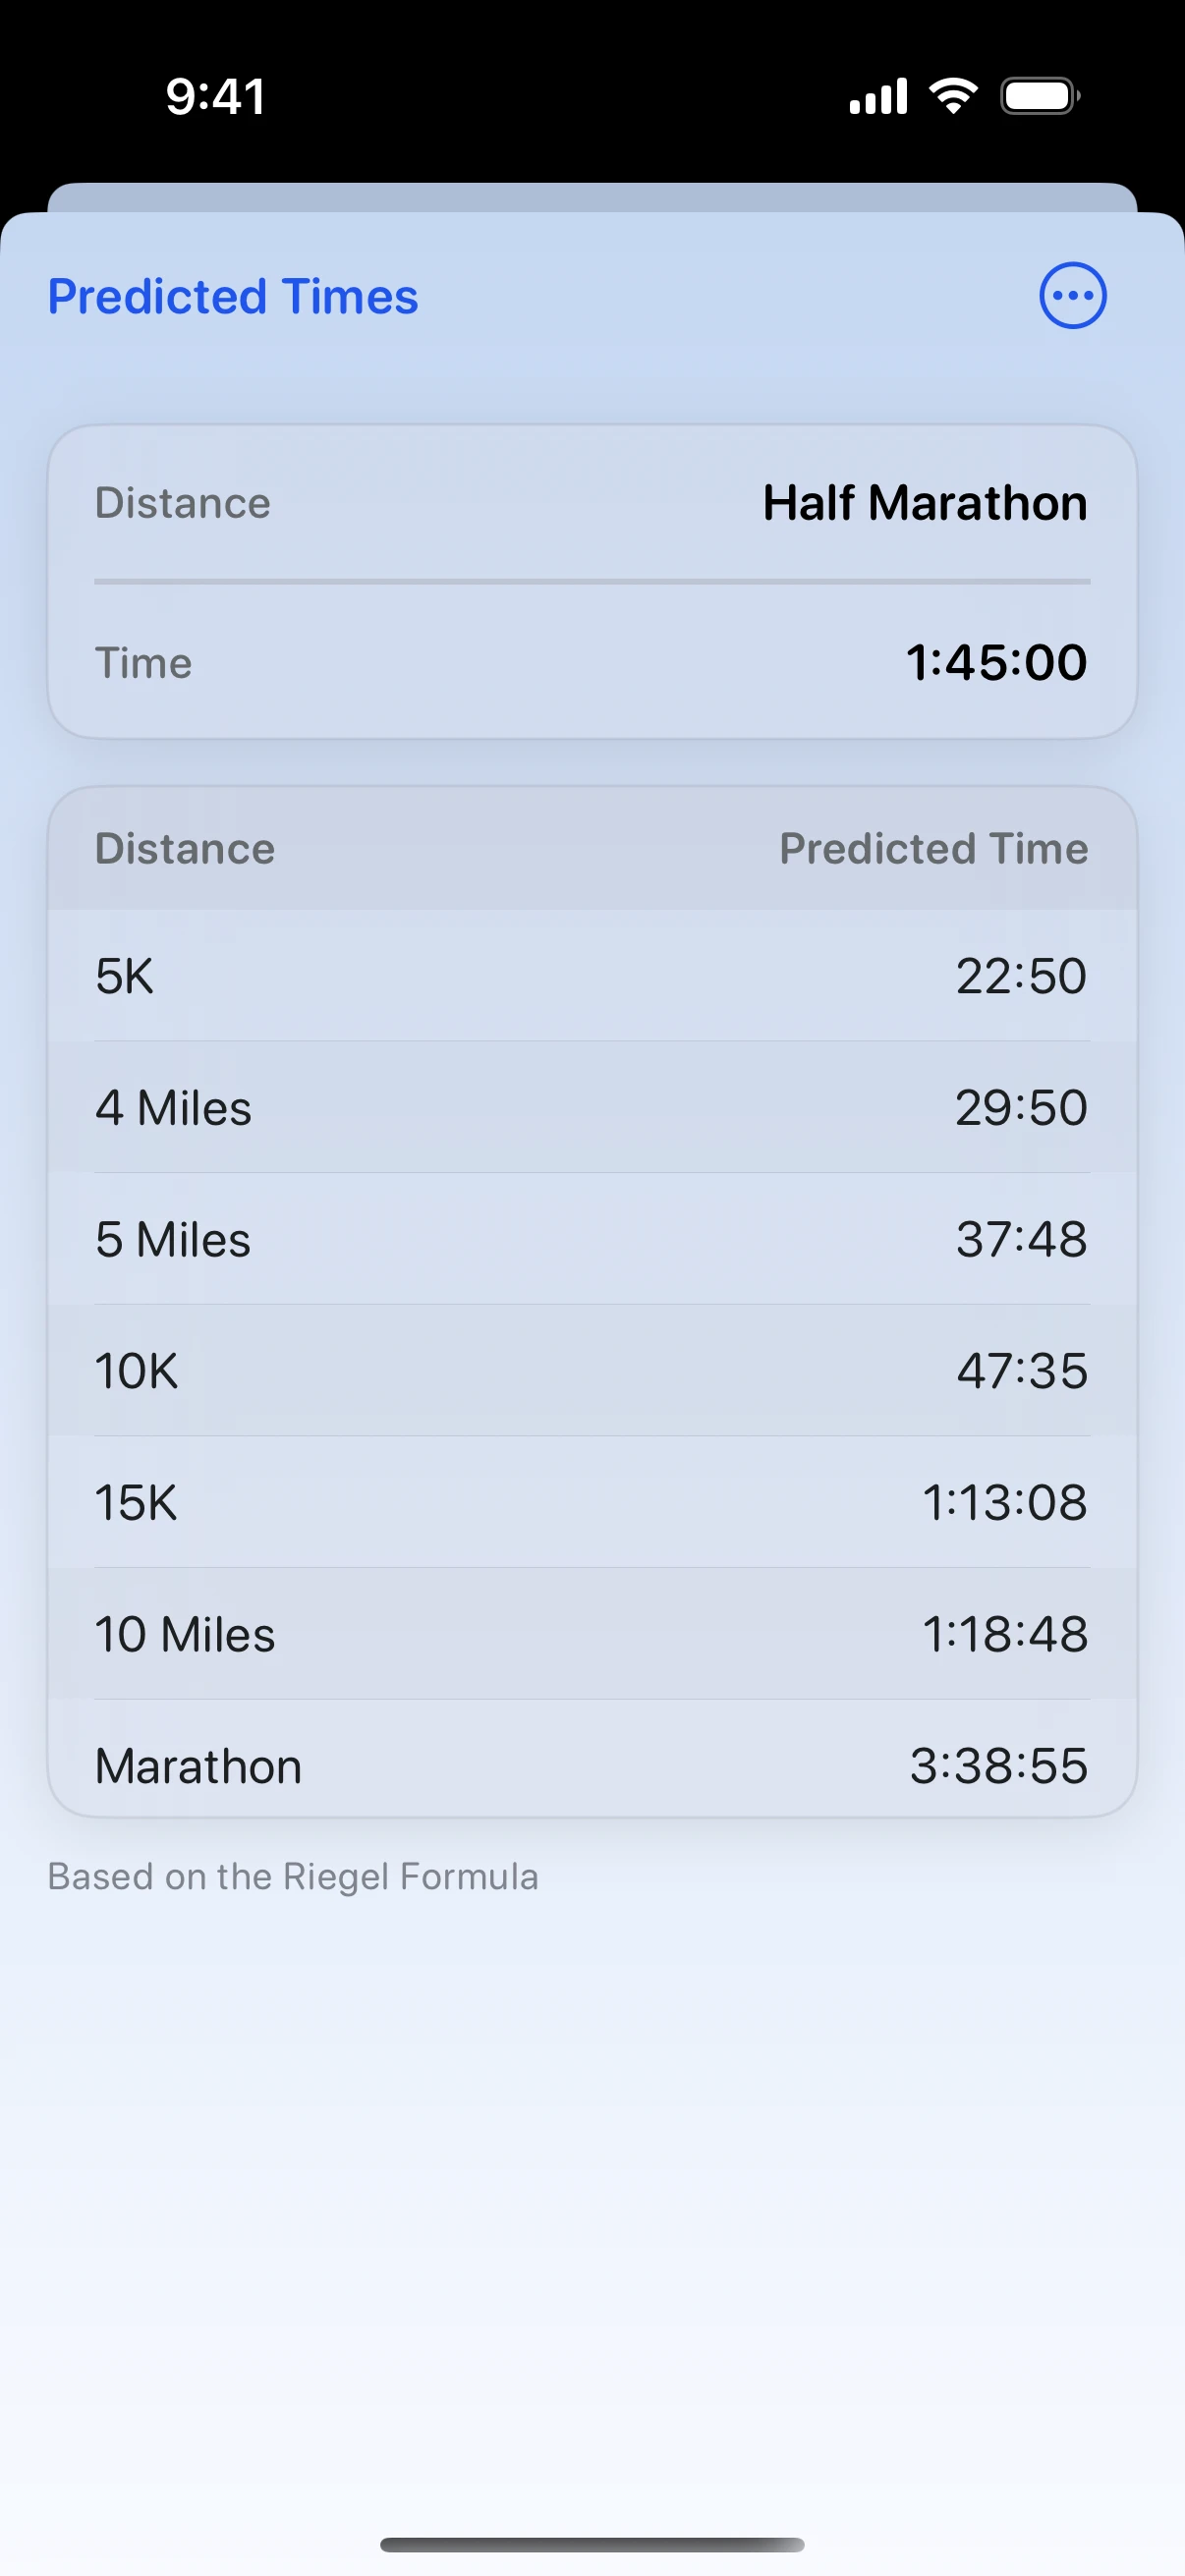 9:41
Predicted Times
Distance Half Marathon
Time 1:45:00
Distance Predicted Time
5K 22:50
4 Miles 29:50
5 Miles 37:48
10K 47:35
15K 1:13:08
10 Miles 1:18:48
Marathon 3:38:55
Based on the Riegel Formula